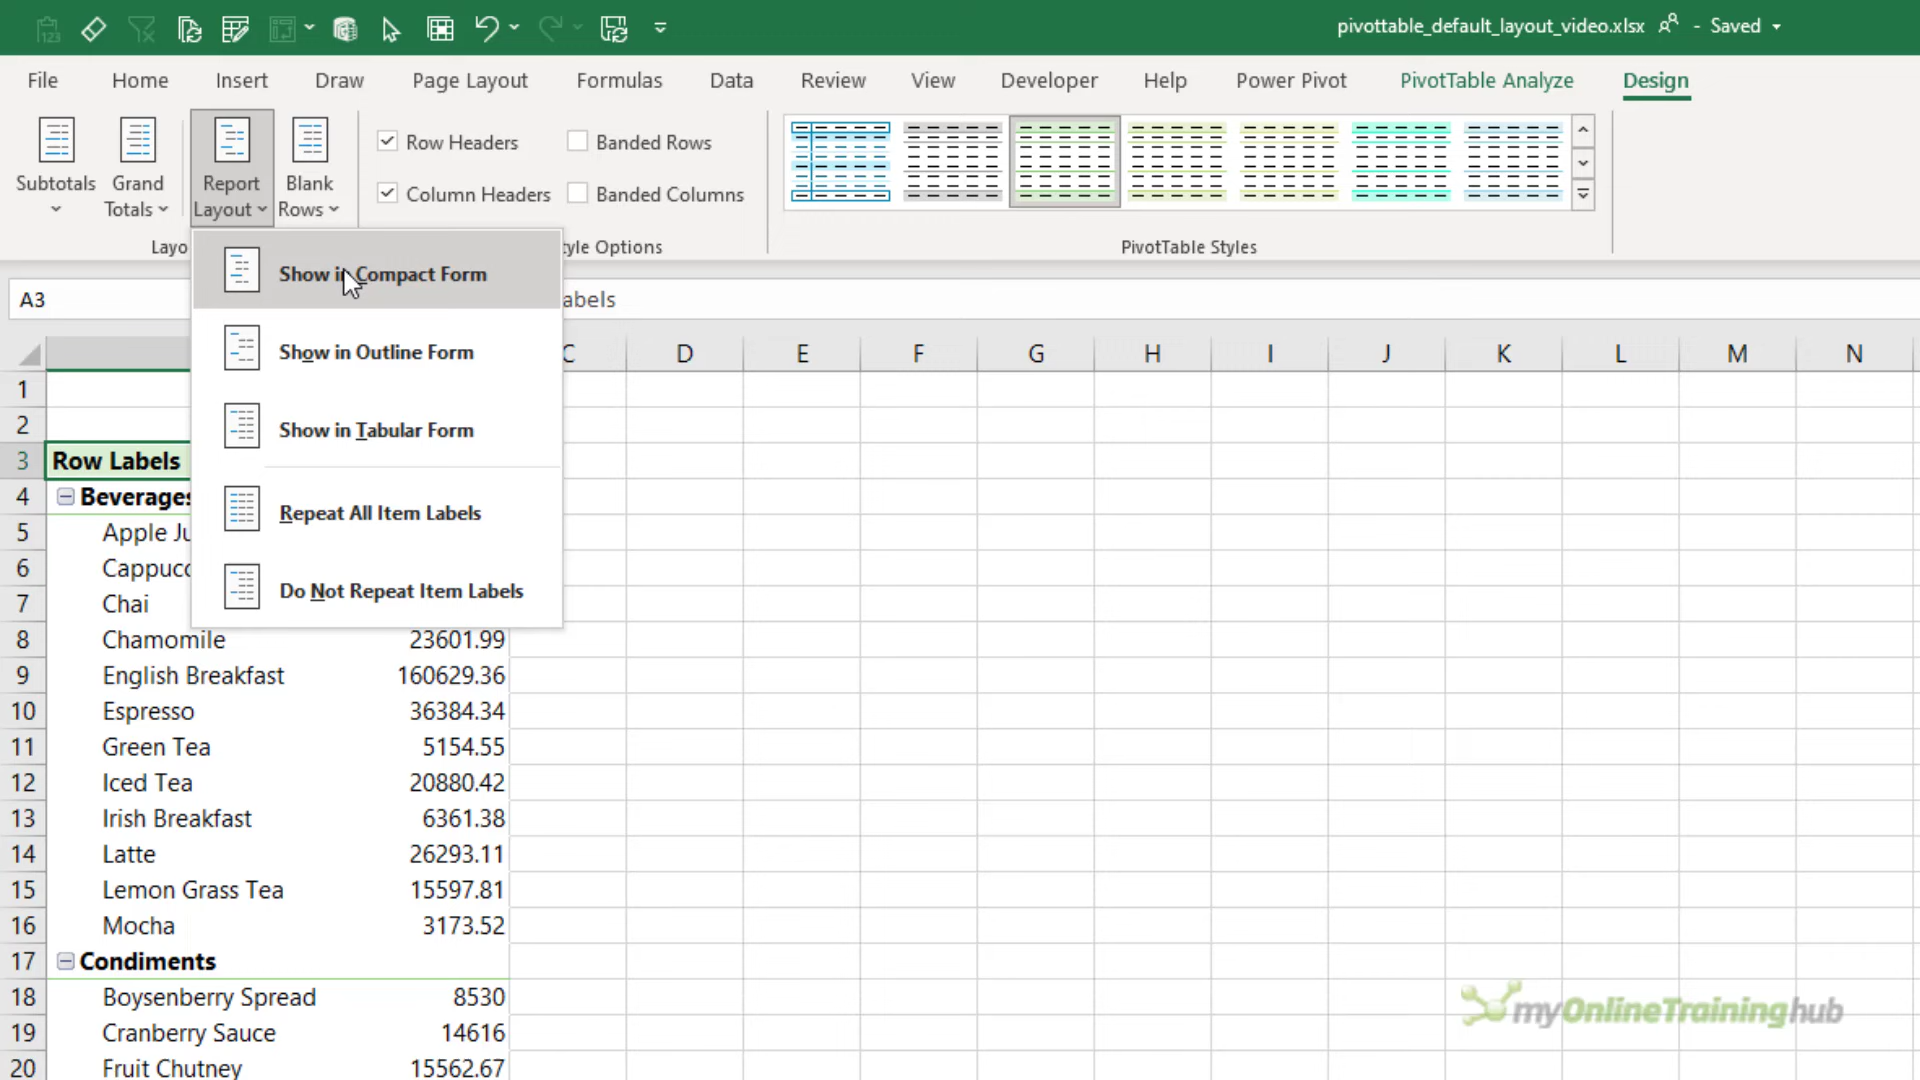 pivottable_default_layout_video.xlsx - Saved
File Home Insert Draw Page Layout Formulas Data Review View Developer Help Power Pivot PivotTable Analyze Design
Subtotals
Grand Totals
Report Layout
Blank Rows
Row Headers
Banded Rows
Column Headers
Banded Columns
Layo
yle Options
PivotTable Styles
Show in Compact Form
Show in Outline Form
Show in Tabular Form
Repeat All Item Labels
Do Not Repeat Item Labels
A3
abels
C D E F G H I J K L M N
1
2
3 Row Labels
4 Beverages
5 Apple Ju
6 Cappucc
7 Chai
8 Chamomile 23601.99
9 English Breakfast 160629.36
10 Espresso 36384.34
11 Green Tea 5154.55
12 Iced Tea 20880.42
13 Irish Breakfast 6361.38
14 Latte 26293.11
15 Lemon Grass Tea 15597.81
16 Mocha 3173.52
17 Condiments
18 Boysenberry Spread 8530
19 Cranberry Sauce 14616
20 Fruit Chutney 15562.67
myOnlineTraininghub